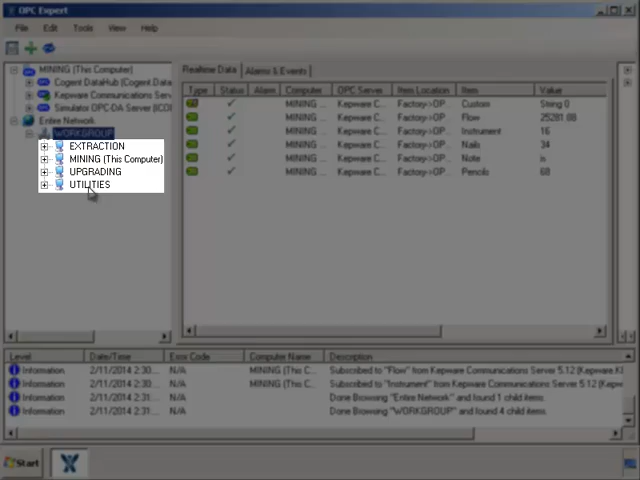 OPC Expert
File Edit Tools View Help
MINING (This Computer)
Cogent DataHub (Cogent.Data
Kepware Communications Serv
Simulator OPC-DA Server (ICO
Entire Network
WORKGROUP
EXTRACTION
MINING (This Computer)
UPGRADING
UTILITIES
Realtime Data Alarms & Events
Type Status Alarm Computer OPC Server Item Location Item Value
MINING ... Kepware C... Factory->OP... Custom String 0
MINING ... Kepware C... Factory->OP... Flow 25281.08
MINING ... Kepware C... Factory->OP... Instrument 16
MINING ... Kepware C... Factory->OP... Nails 34
MINING ... Kepware C... Factory->OP... Note is
MINING ... Kepware C... Factory->OP... Pencils 68
Level Date/Time Error Code Computer Name Description
Information 2/11/2014 2:30... N/A MINING (This C... Subscribed to "Flow" from Kepware Communications Server 5.12 (Kepware.KE
Information 2/11/2014 2:30... N/A MINING (This C... Subscribed to "Instrument" from Kepware Communications Server 5.12 (Kepw
Information 2/11/2014 2:31... N/A Done Browsing "Entire Network" and found 1 child items.
Information 2/11/2014 2:31... N/A Done Browsing "WORKGROUP" and found 4 child items.
Start